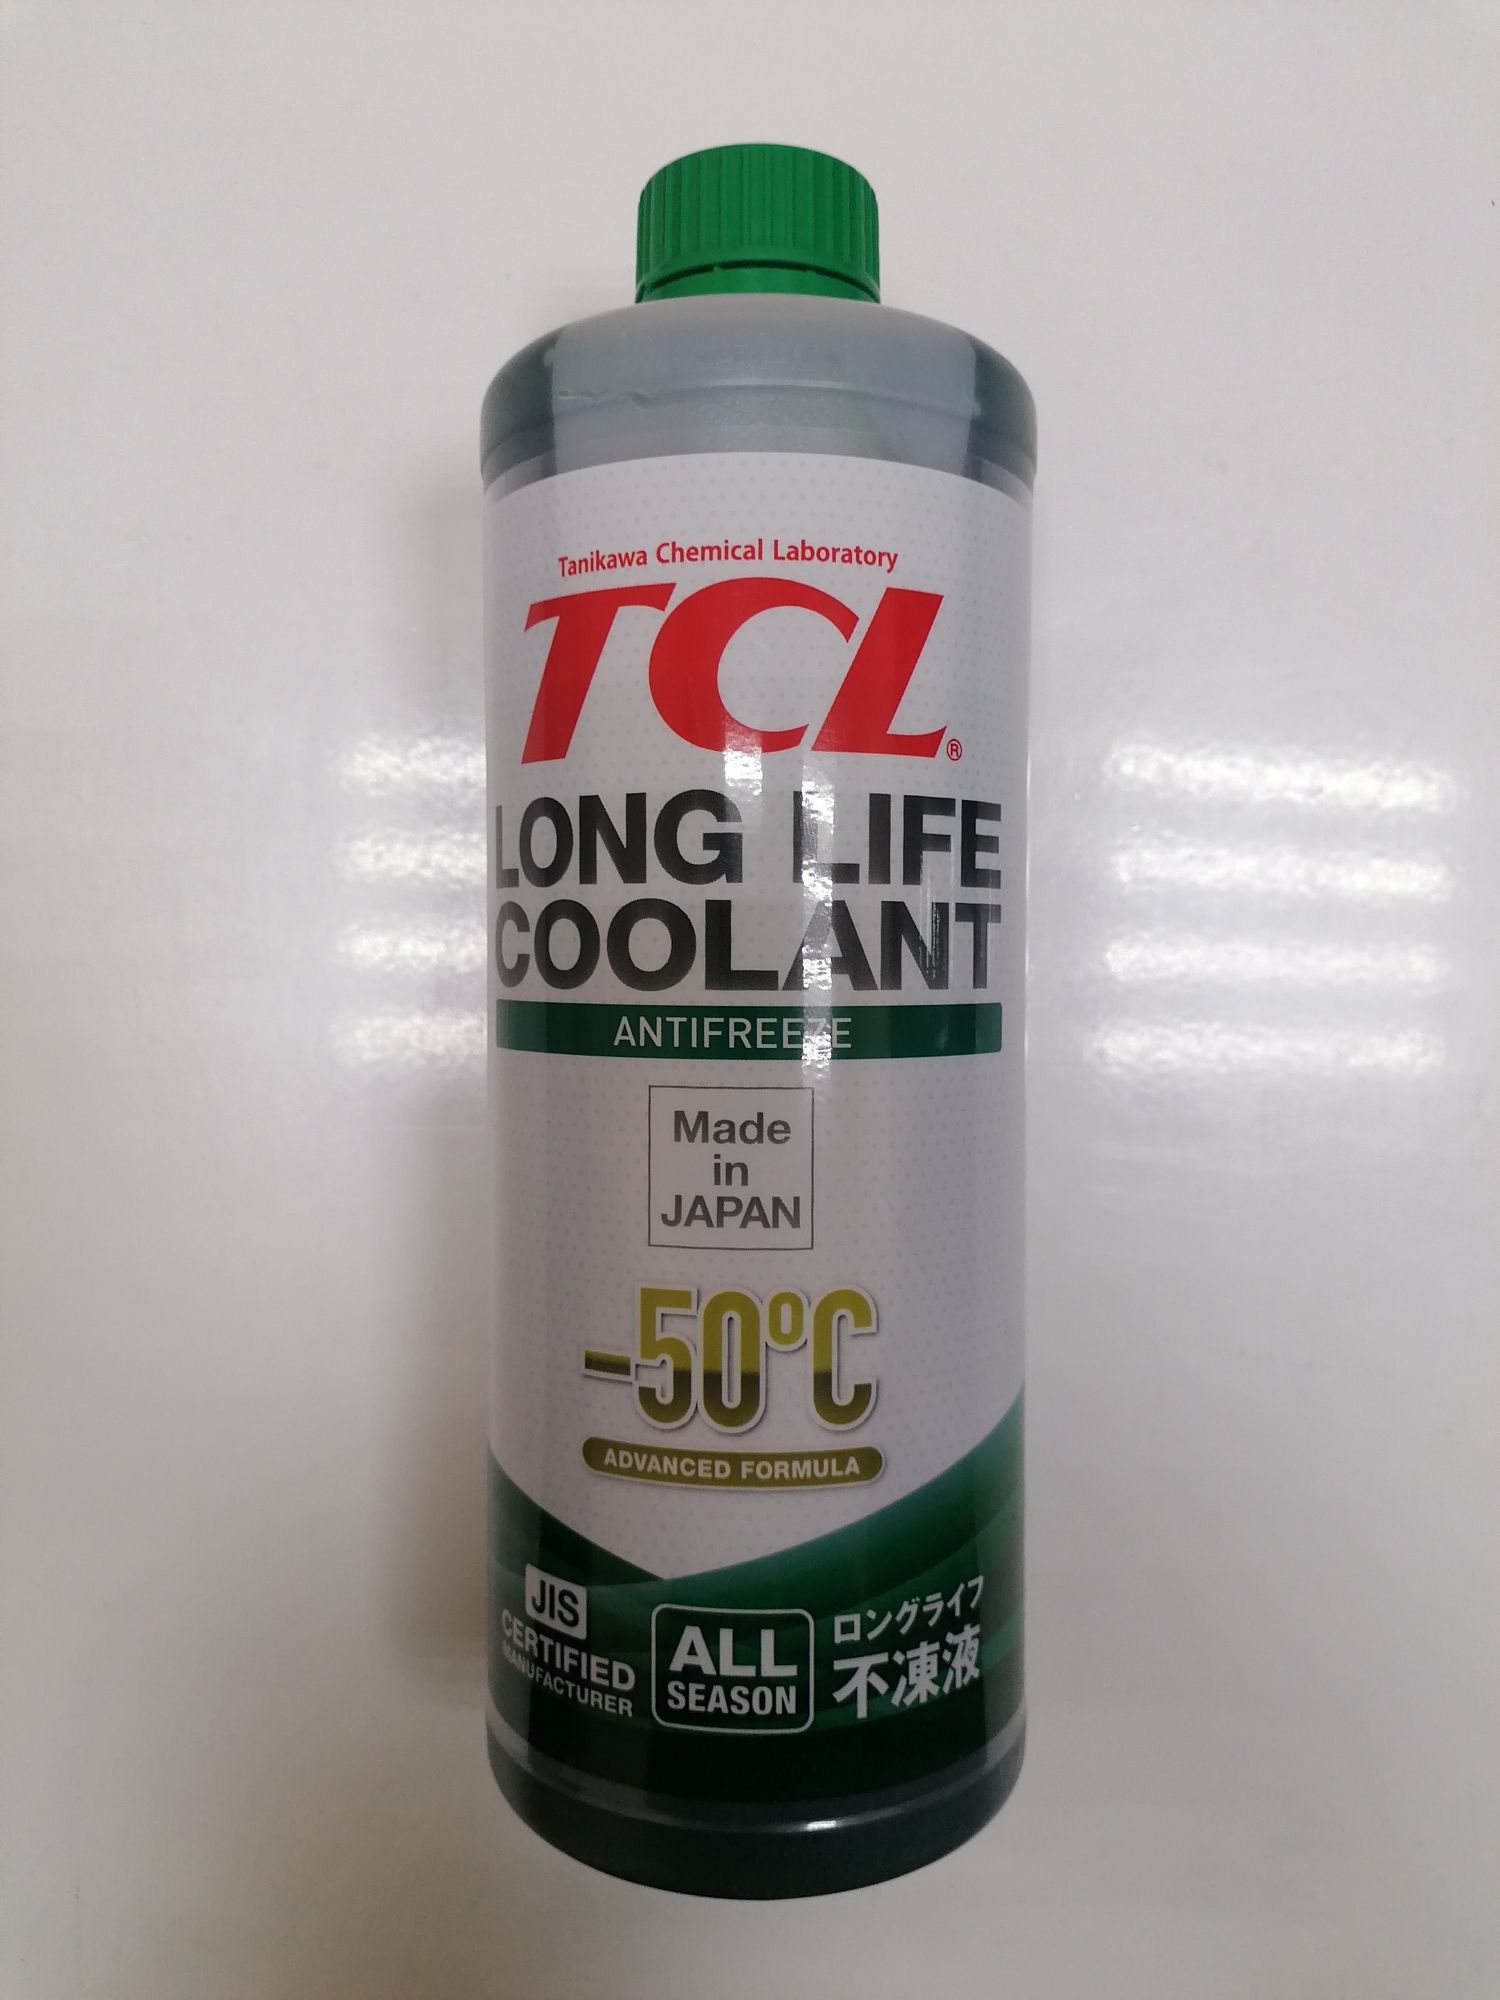 Tanikawa Chemical Laboratory
TCL®
LONG LIFE
COOLANT
ANTIFREEZE
Made
in
JAPAN
-50°C
ADVANCED FORMULA
JIS
CERTIFIED
MANUFACTURER
ALL
SEASON
ロングライフ
不凍液